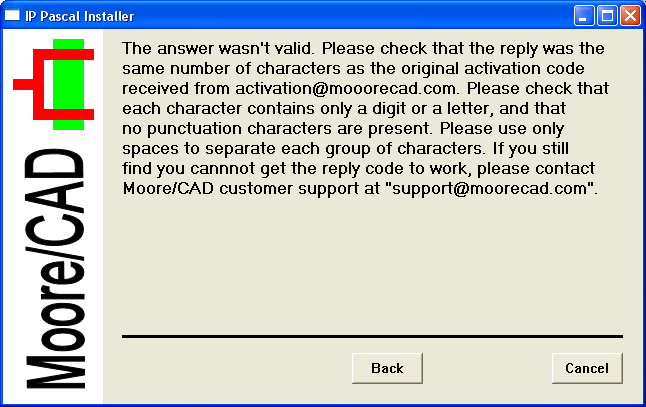 IP Pascal Installer
The answer wasn't valid. Please check that the reply was the
same number of characters as the original activation code
received from activation@mooorecad.com. Please check that
each character contains only a digit or a letter, and that
no punctuation characters are present. Please use only
spaces to separate each group of characters. If you still
find you cannnot get the reply code to work, please contact
Moore/CAD customer support at "support@moorecad.com".
Moore/CAD
Back
Cancel